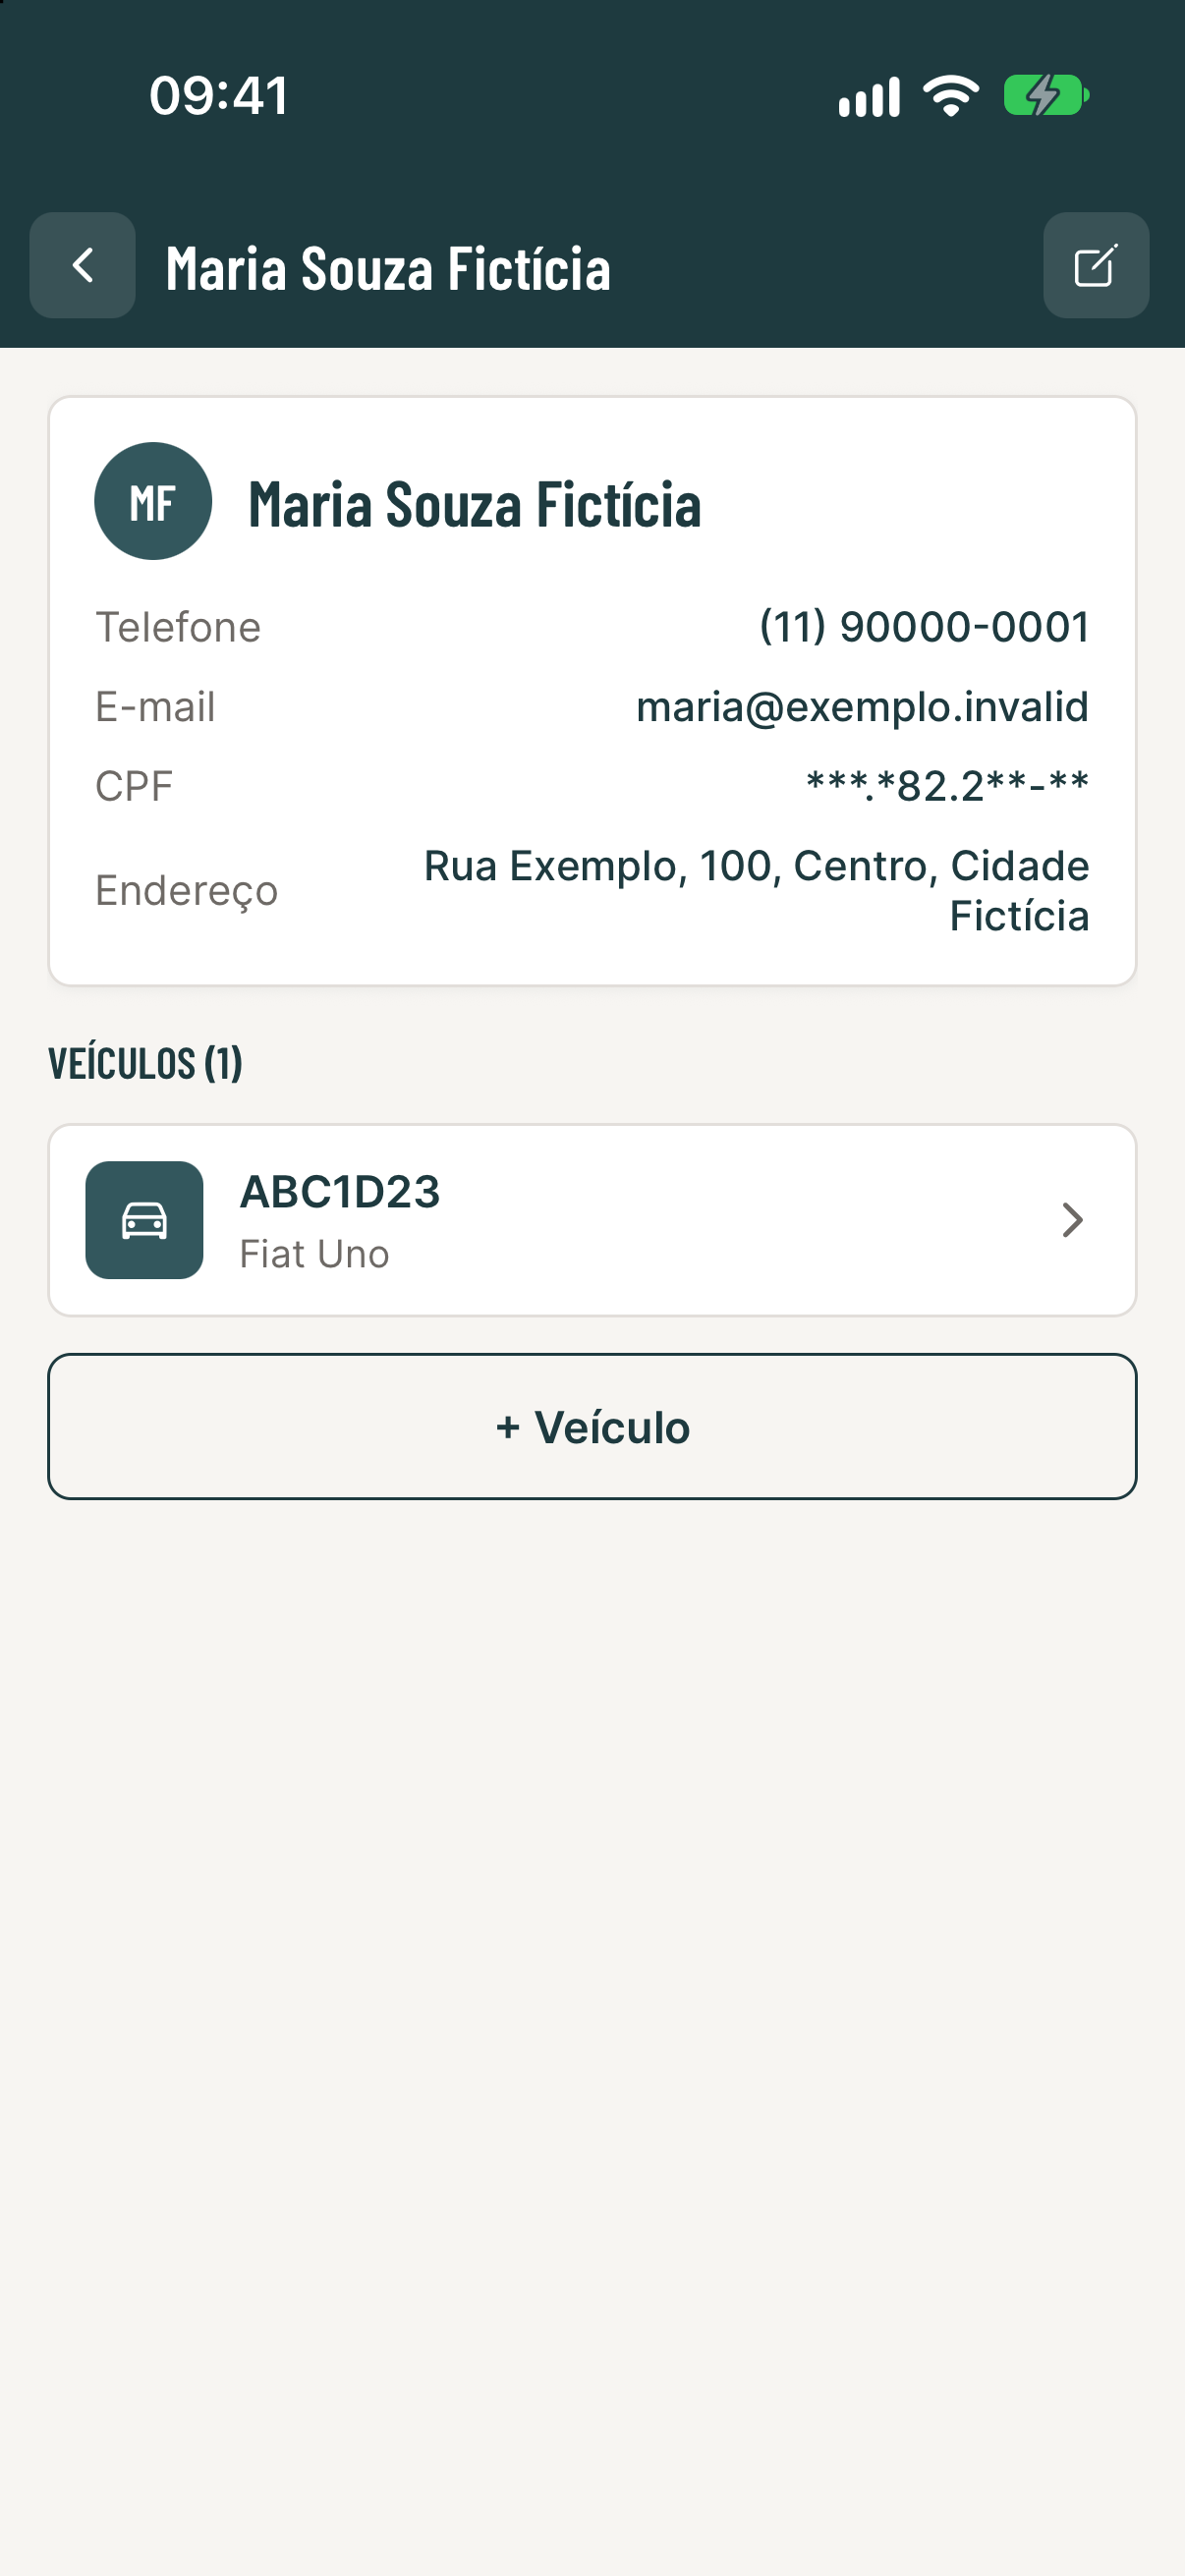 09:41
Maria Souza Fictícia
MF
Maria Souza Fictícia
Telefone
(11) 90000-0001
E-mail
maria@exemplo.invalid
CPF
***.*82.2**-**
Endereço
Rua Exemplo, 100, Centro, Cidade
Fictícia
VEÍCULOS (1)
ABC1D23
Fiat Uno
+ Veículo